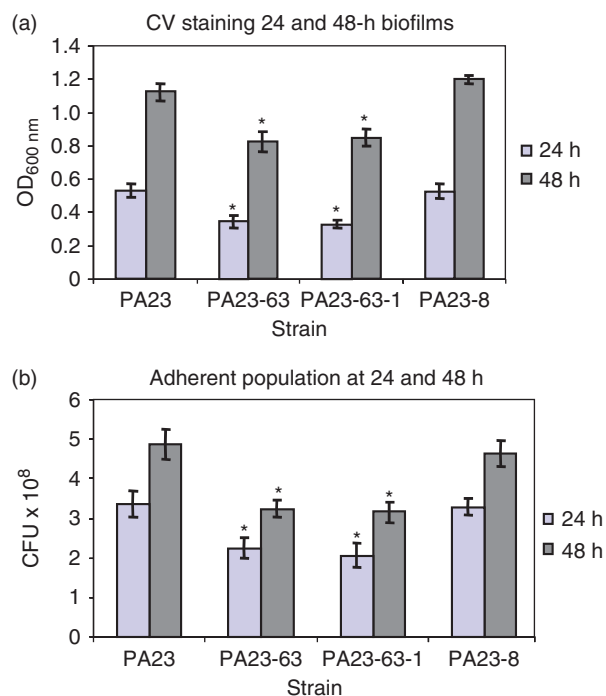 (a) CV staining 24 and 48-h biofilms
1.4
1.2
1.0
0.8
0.6
0.4
0.2
0
OD600 nm
* * * *
24 h
48 h
PA23 PA23-63 PA23-63-1 PA23-8
Strain
(b) Adherent population at 24 and 48 h
6
5
4
3
2
1
0
CFU x 10⁸
* * * *
24 h
48 h
PA23 PA23-63 PA23-63-1 PA23-8
Strain